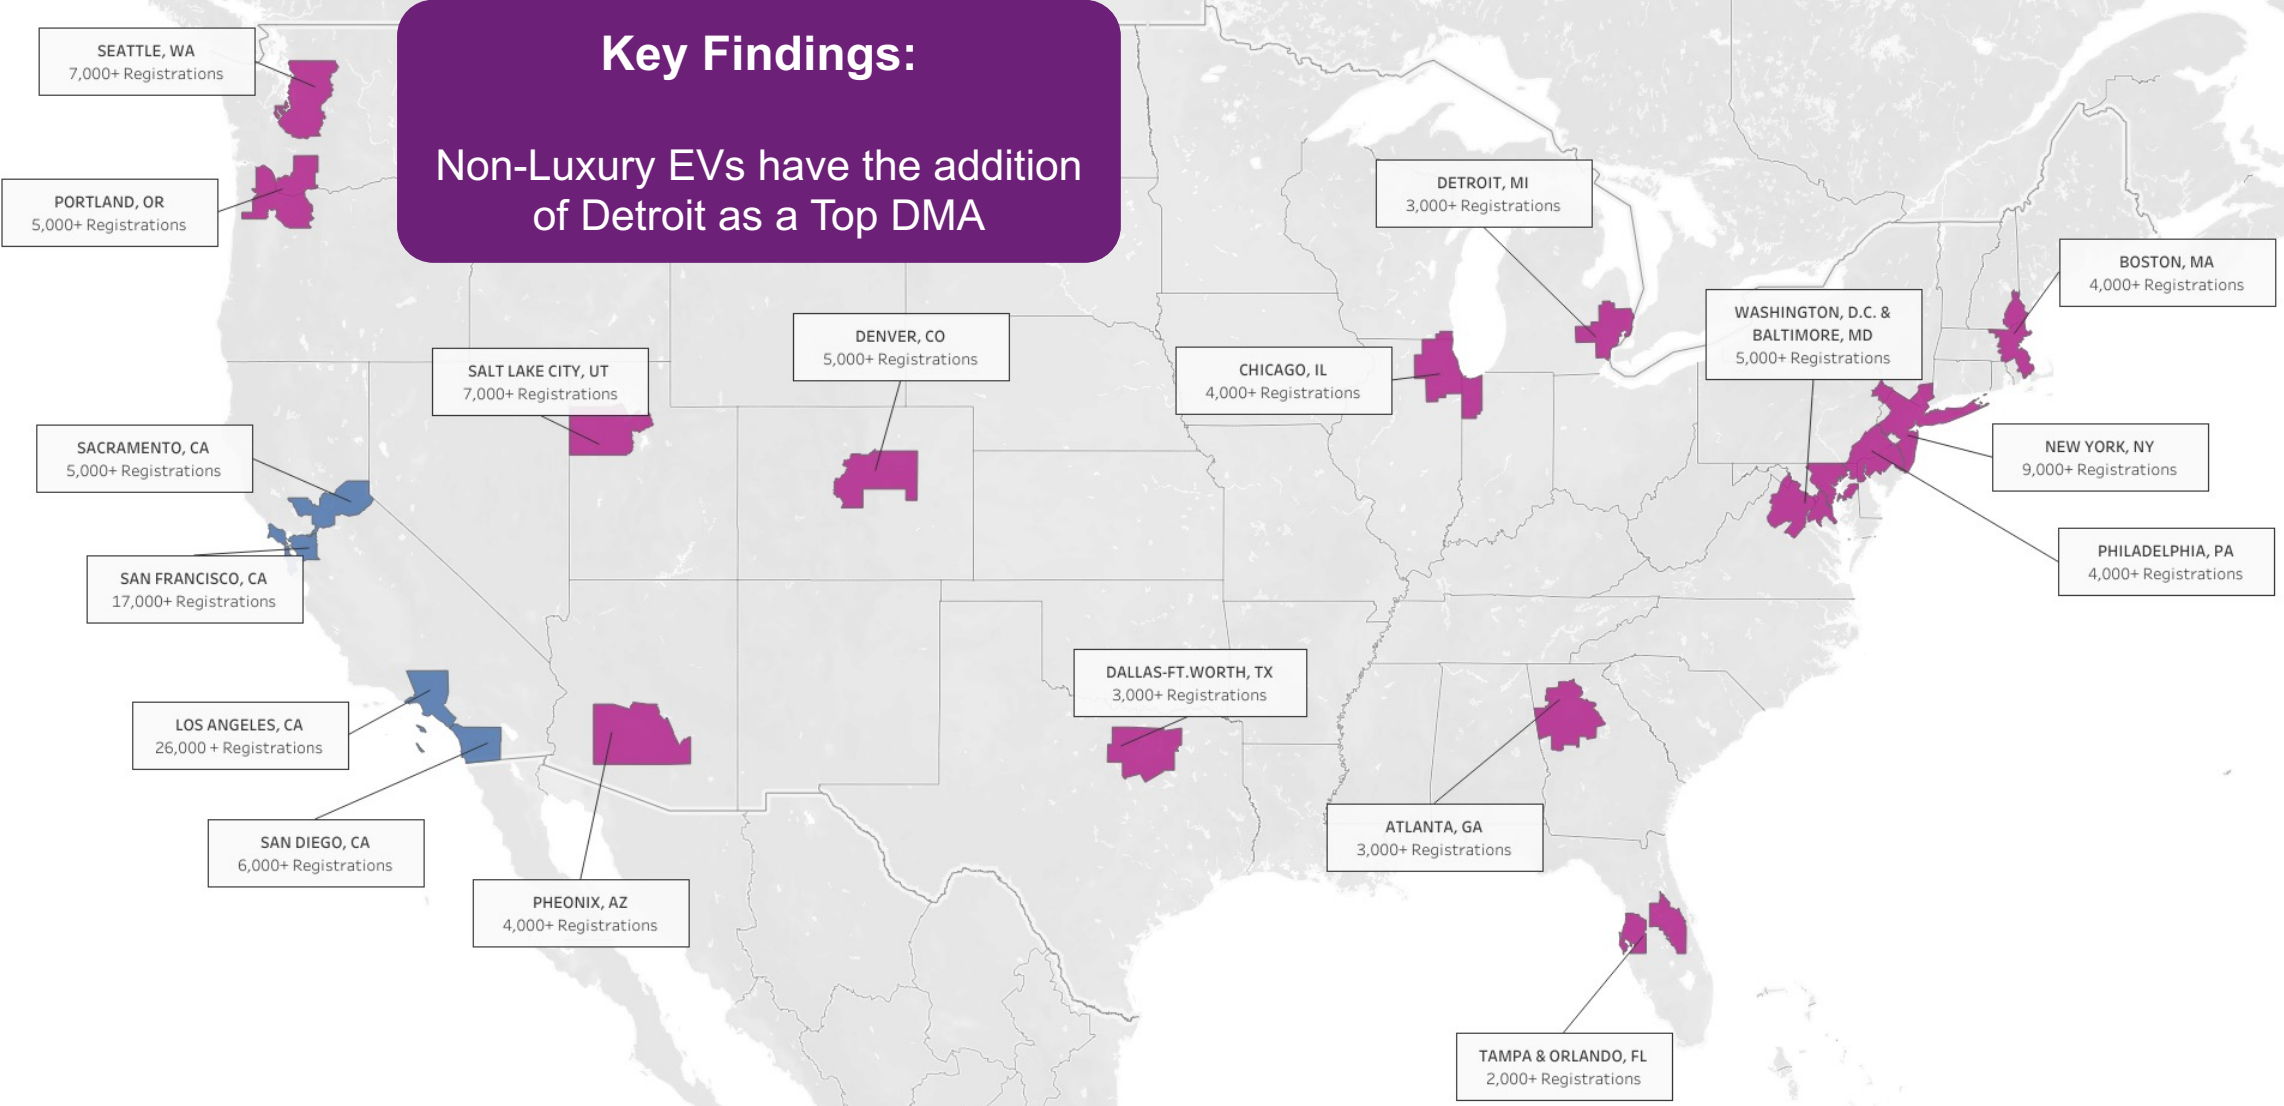 Key Findings:
Non-Luxury EVs have the addition
of Detroit as a Top DMA
SEATTLE, WA
7,000+ Registrations
PORTLAND, OR
5,000+ Registrations
SALT LAKE CITY, UT
7,000+ Registrations
DENVER, CO
5,000+ Registrations
SACRAMENTO, CA
5,000+ Registrations
SAN FRANCISCO, CA
17,000+ Registrations
LOS ANGELES, CA
26,000 + Registrations
SAN DIEGO, CA
6,000+ Registrations
PHEONIX, AZ
4,000+ Registrations
DALLAS-FT.WORTH, TX
3,000+ Registrations
CHICAGO, IL
4,000+ Registrations
DETROIT, MI
3,000+ Registrations
WASHINGTON, D.C. &
BALTIMORE, MD
5,000+ Registrations
BOSTON, MA
4,000+ Registrations
NEW YORK, NY
9,000+ Registrations
PHILADELPHIA, PA
4,000+ Registrations
ATLANTA, GA
3,000+ Registrations
TAMPA & ORLANDO, FL
2,000+ Registrations